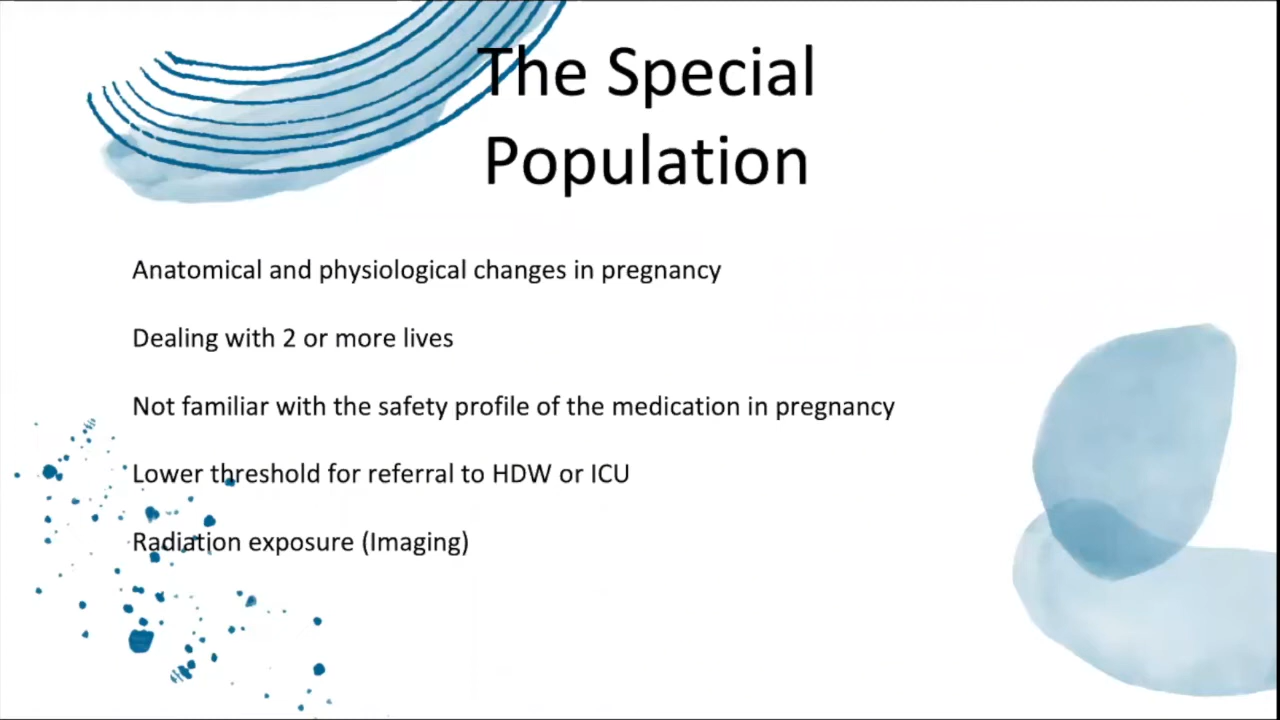 The Special
Population
Anatomical and physiological changes in pregnancy
Dealing with 2 or more lives
Not familiar with the safety profile of the medication in pregnancy
Lower threshold for referral to HDW or ICU
Radiation exposure (Imaging)